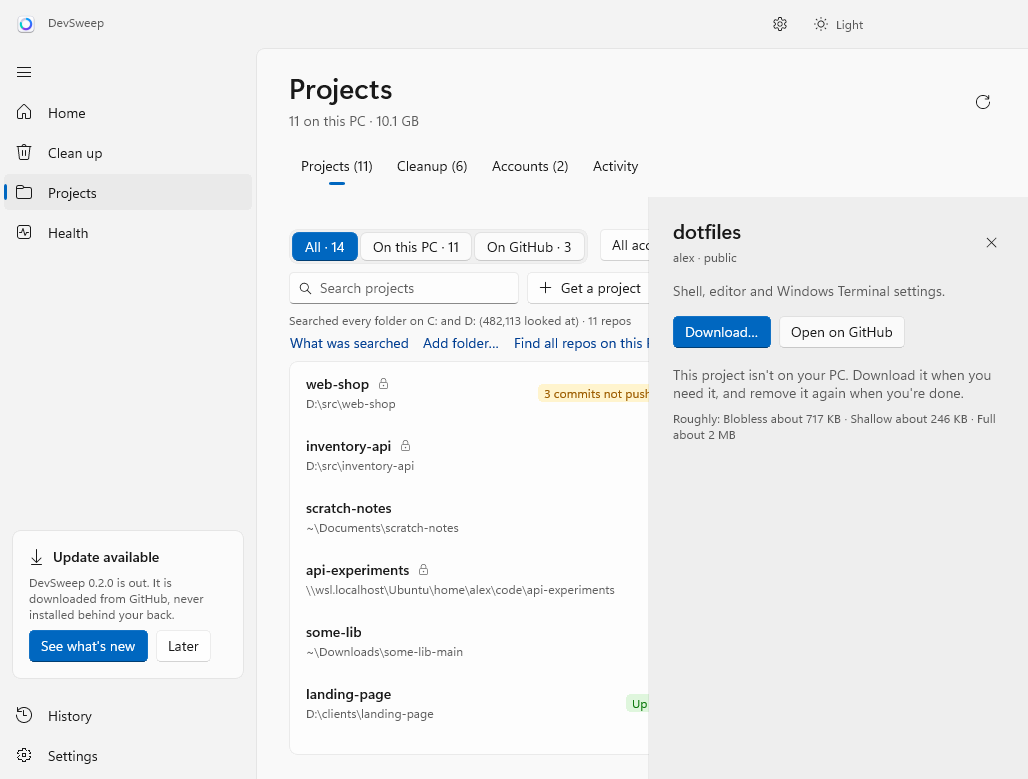 DevSweep
Light
Home
Clean up
Projects
Health
Update available
DevSweep 0.2.0 is out. It is
downloaded from GitHub, never
installed behind your back.
See what's new
Later
History
Settings
Projects
11 on this PC · 10.1 GB
Projects (11)
Cleanup (6)
Accounts (2)
Activity
All · 14
On this PC · 11
On GitHub · 3
All acc
Search projects
Get a project
Searched every folder on C: and D: (482,113 looked at) · 11 repos
What was searched
Add folder...
Find all repos on this
web-shop
D:\src\web-shop
3 commits not push
inventory-api
D:\src\inventory-api
scratch-notes
~\Documents\scratch-notes
api-experiments
\\wsl.localhost\Ubuntu\home\alex\code\api-experiments
some-lib
~\Downloads\some-lib-main
landing-page
D:\clients\landing-page
Up
dotfiles
alex · public
Shell, editor and Windows Terminal settings.
Download...
Open on GitHub
This project isn't on your PC. Download it when you
need it, and remove it again when you're done.
Roughly: Blobless about 717 KB · Shallow about 246 KB · Full
about 2 MB